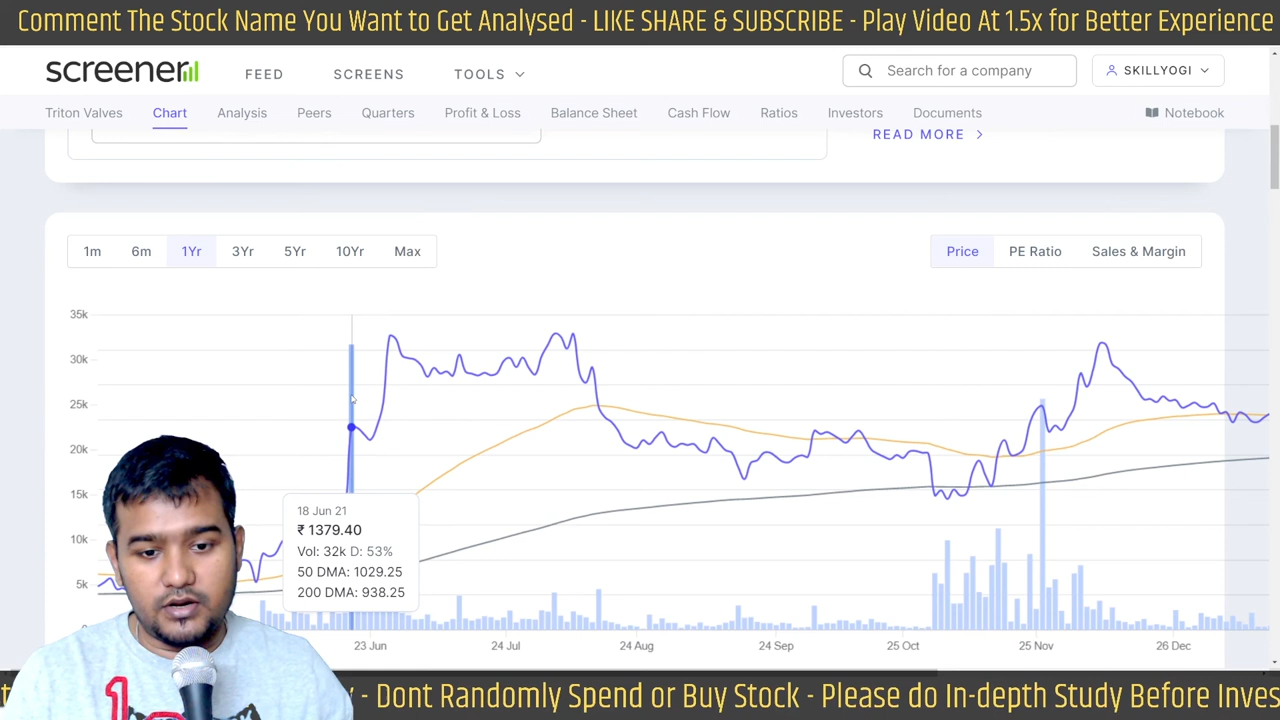 Comment The Stock Name You Want to Get Analysed - LIKE SHARE & SUBSCRIBE - Play Video At 1.5x for Better Experience
screener
FEED SCREENS TOOLS
Search for a company
SKILLYOGI
Triton Valves Chart Analysis Peers Quarters Profit & Loss Balance Sheet Cash Flow Ratios Investors Documents Notebook
READ MORE
1m 6m 1Yr 3Yr 5Yr 10Yr Max
Price PE Ratio Sales & Margin
35k
30k
25k
20k
15k
10k
5k
18 Jun 21
₹ 1379.40
Vol: 32k D: 53%
50 DMA: 1029.25
200 DMA: 938.25
23 Jun 24 Jul 24 Aug 24 Sep 25 Oct 25 Nov 26 Dec
- Dont Randomly Spend or Buy Stock - Please do In-depth Study Before Inves